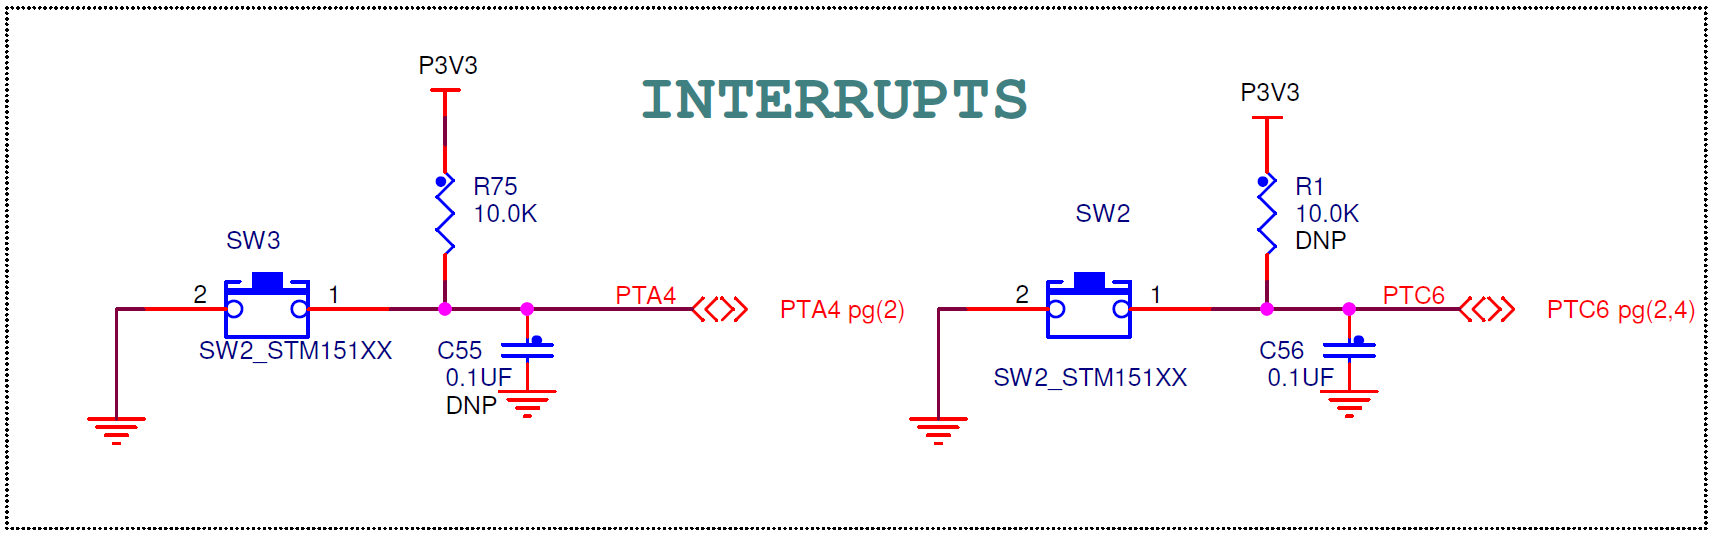 INTERRUPTS
P3V3
R75
10.0K
SW3
2
1
SW2_STM151XX
PTA4
PTA4 pg(2)
C55
0.1UF
DNP
P3V3
R1
10.0K
DNP
SW2
2
1
SW2_STM151XX
PTC6
PTC6 pg(2,4)
C56
0.1UF